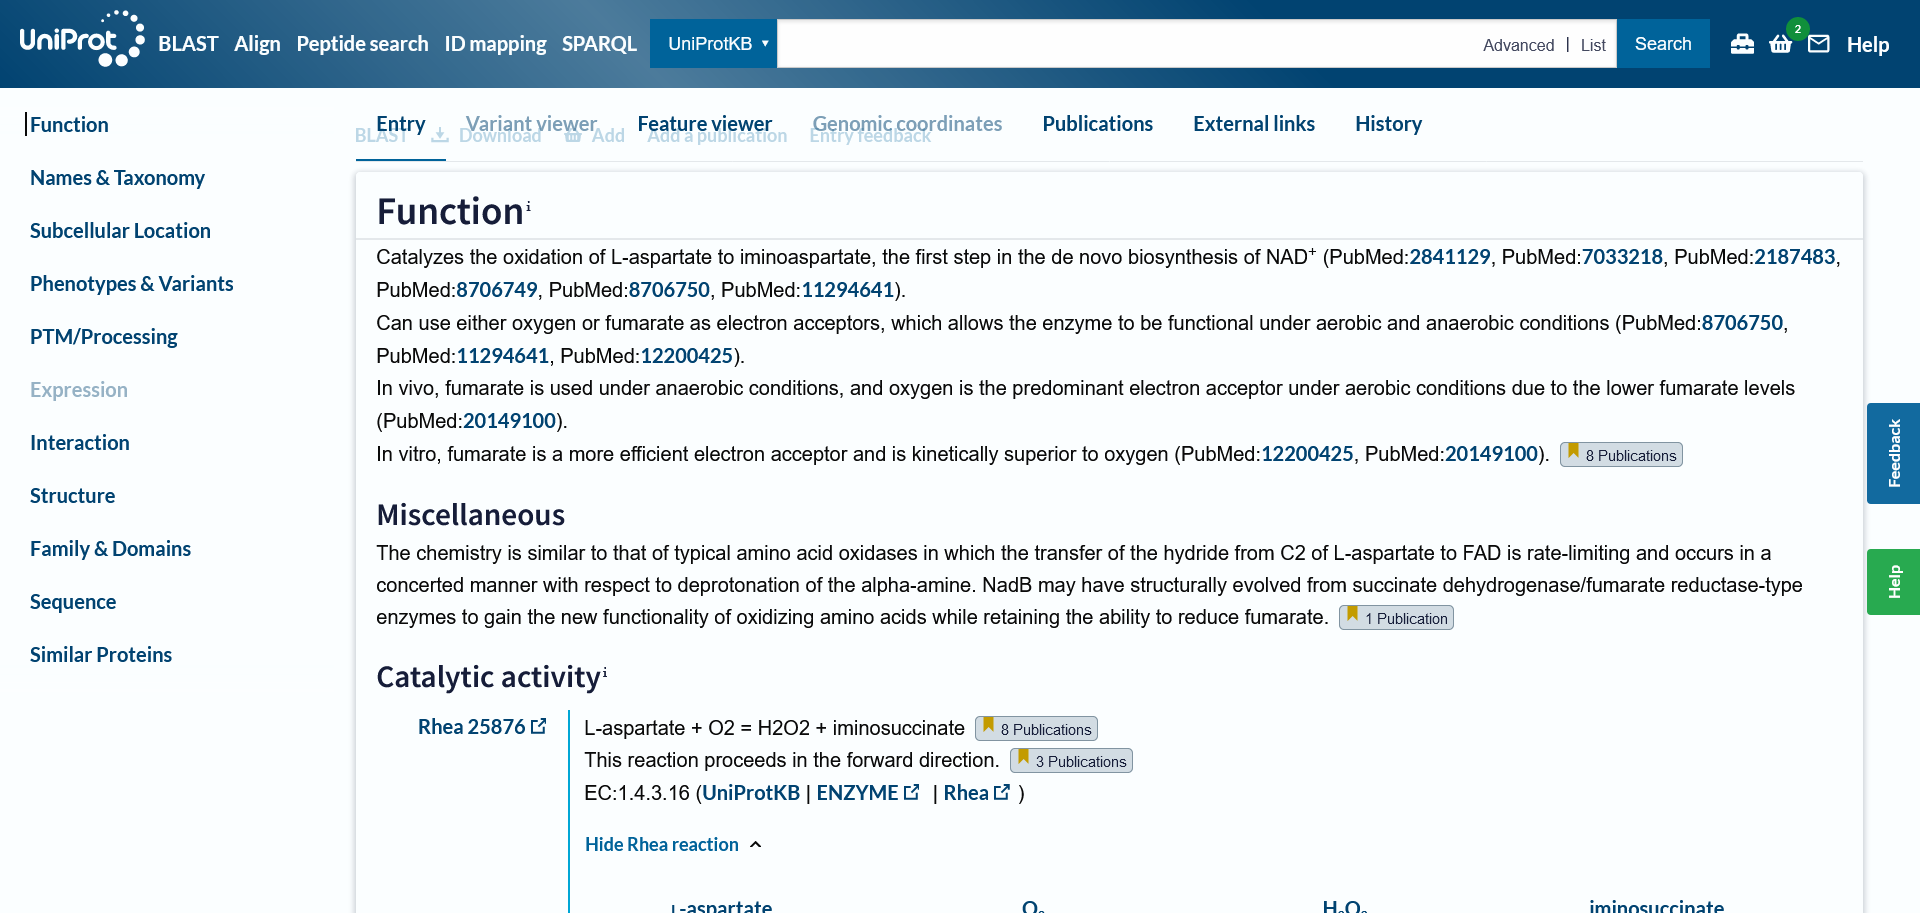 UniProt BLAST Align Peptide search ID mapping SPARQL UniProtKB Advanced | List Search 2 Help
Function
Names & Taxonomy
Subcellular Location
Phenotypes & Variants
PTM/Processing
Expression
Interaction
Structure
Family & Domains
Sequence
Similar Proteins
Entry Variant viewer Feature viewer Genomic coordinates Publications External links History
BLAST Download Add Add a publication Entry feedback
Function i
Catalyzes the oxidation of L-aspartate to iminoaspartate, the first step in the de novo biosynthesis of NAD+ (PubMed:2841129, PubMed:7033218, PubMed:2187483,
PubMed:8706749, PubMed:8706750, PubMed:11294641).
Can use either oxygen or fumarate as electron acceptors, which allows the enzyme to be functional under aerobic and anaerobic conditions (PubMed:8706750,
PubMed:11294641, PubMed:12200425).
In vivo, fumarate is used under anaerobic conditions, and oxygen is the predominant electron acceptor under aerobic conditions due to the lower fumarate levels
(PubMed:20149100).
In vitro, fumarate is a more efficient electron acceptor and is kinetically superior to oxygen (PubMed:12200425, PubMed:20149100). 8 Publications
Miscellaneous
The chemistry is similar to that of typical amino acid oxidases in which the transfer of the hydride from C2 of L-aspartate to FAD is rate-limiting and occurs in a
concerted manner with respect to deprotonation of the alpha-amine. NadB may have structurally evolved from succinate dehydrogenase/fumarate reductase-type
enzymes to gain the new functionality of oxidizing amino acids while retaining the ability to reduce fumarate. 1 Publication
Catalytic activity i
Rhea 25876
L-aspartate + O2 = H2O2 + iminosuccinate 8 Publications
This reaction proceeds in the forward direction. 3 Publications
EC:1.4.3.16 (UniProtKB | ENZYME | Rhea )
Hide Rhea reaction
L-aspartate O2 H2O2 iminosuccinate
Feedback
Help